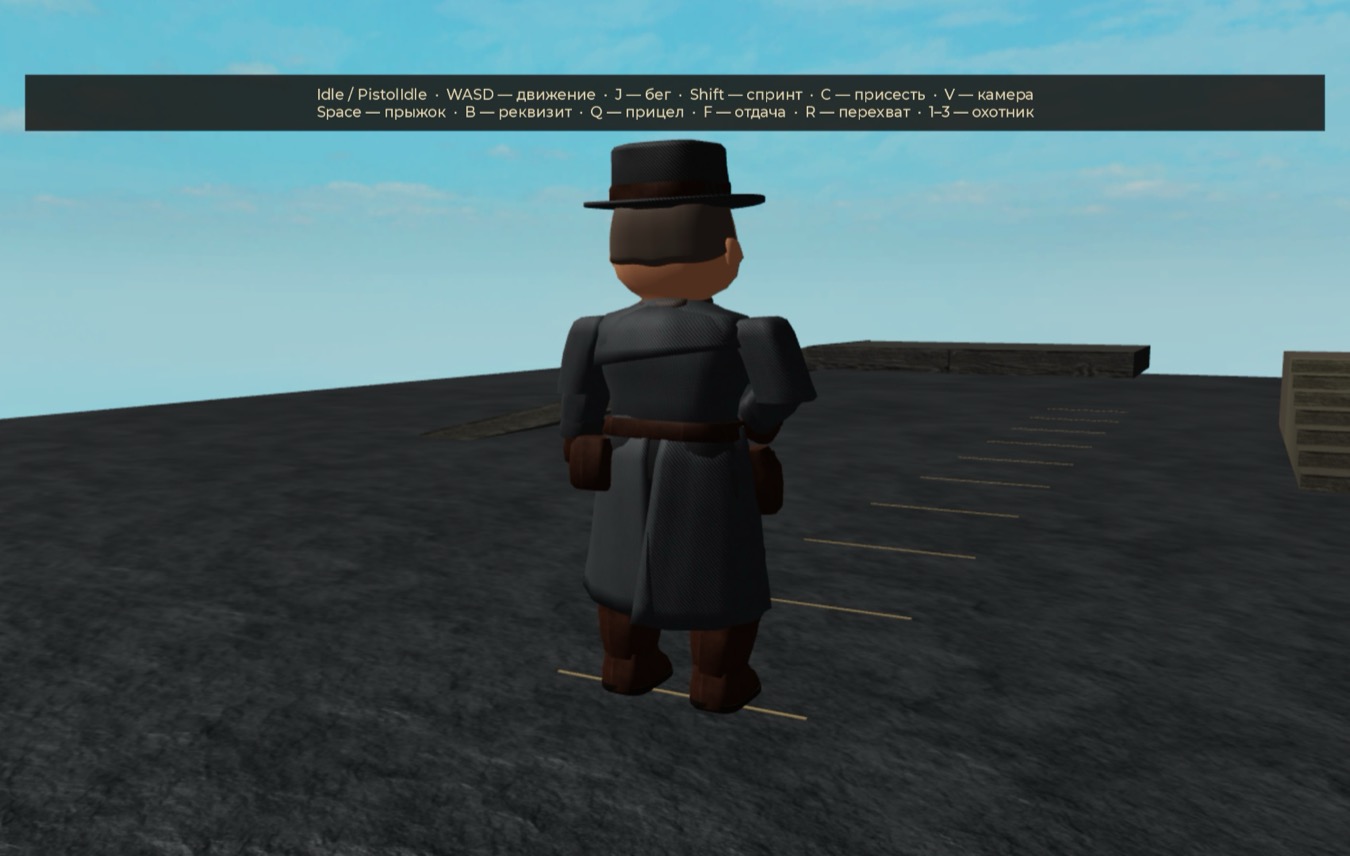 Idle / PistolIdle · WASD — движение · J — бег · Shift — спринт · C — присесть · V — камера
Space — прыжок · B — реквизит · Q — прицел · F — отдача · R — перехват · 1–3 — охотник